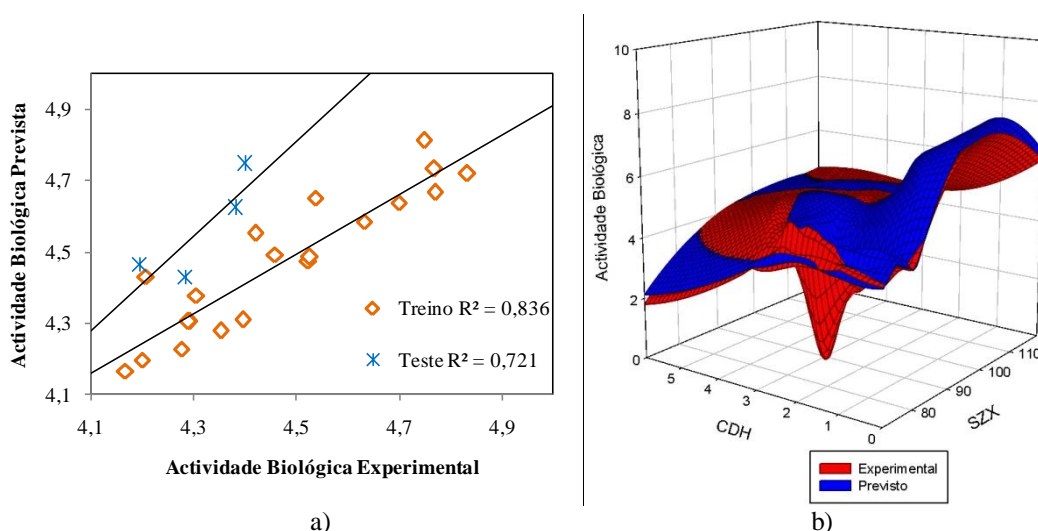 Actividade Biológica Prevista
4,9
4,7
4,5
4,3
4,1
4,1
4,3
4,5
4,7
4,9
Treino R² = 0,836
Teste R² = 0,721
Actividade Biológica Experimental
a)
b)
Actividade Biológica
10
8
6
4
2
0
5
4
3
2
1
0
CDH
80
90
100
110
SZX
Experimental
Previsto